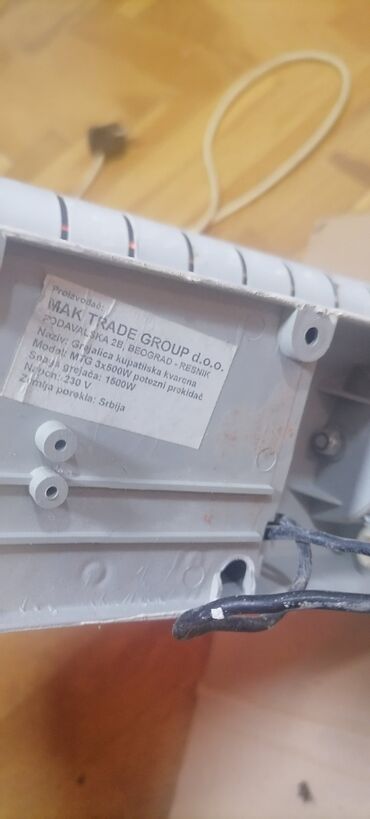 Proizvođač:
MAK TRADE GROUP d.o.o.
PODAVALSKA 2B, BEOGRAD - RESNIK
Naziv: Grejalica kupatilska kvarcna
Model: MTG 3x500W potezni prekidač
Snaga grejača: 1500W
Napon: 230 V
Zemlja porekla: Srbija